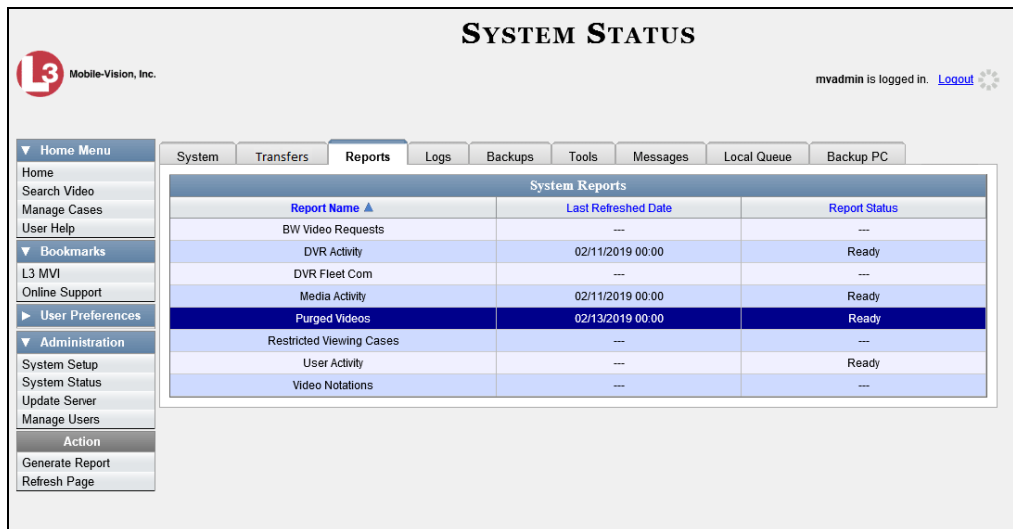 SYSTEM STATUS
L3 Mobile-Vision, Inc.
mvadmin is logged in. Logout
▼ Home Menu
Home
Search Video
Manage Cases
User Help
▼ Bookmarks
L3 MVI
Online Support
▶ User Preferences
▼ Administration
System Setup
System Status
Update Server
Manage Users
Action
Generate Report
Refresh Page
System Transfers Reports Logs Backups Tools Messages Local Queue Backup PC
System Reports
Report Name ▲ Last Refreshed Date Report Status
BW Video Requests --- ---
DVR Activity 02/11/2019 00:00 Ready
DVR Fleet Com --- ---
Media Activity 02/11/2019 00:00 Ready
Purged Videos 02/13/2019 00:00 Ready
Restricted Viewing Cases --- ---
User Activity --- Ready
Video Notations --- ---